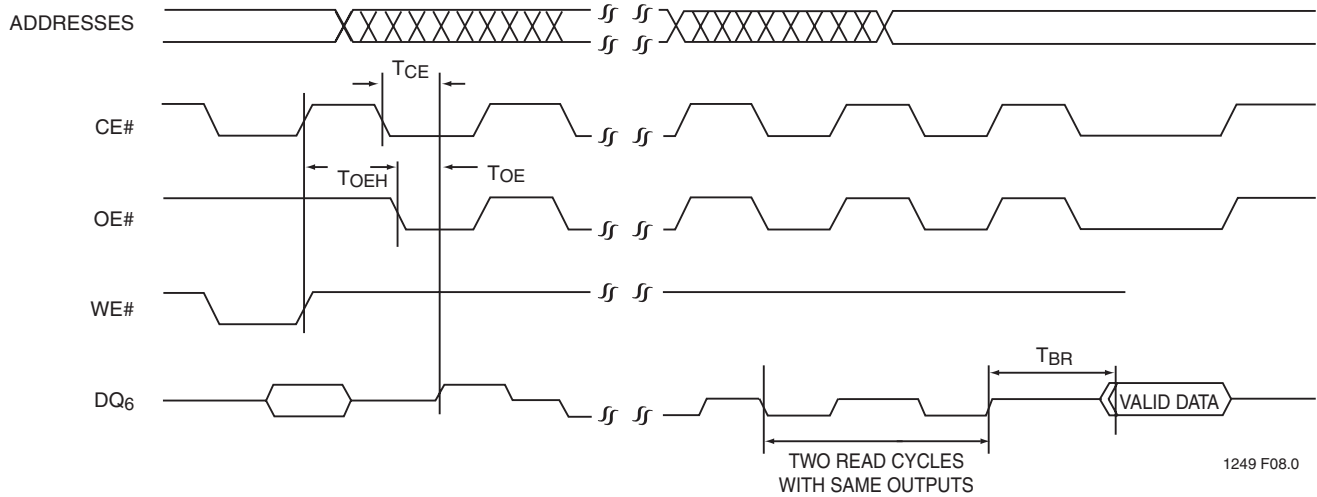 ADDRESSES
TCE
CE#
TOEH
TOE
OE#
WE#
TBR
DQ6
VALID DATA
TWO READ CYCLES
WITH SAME OUTPUTS
1249 F08.0